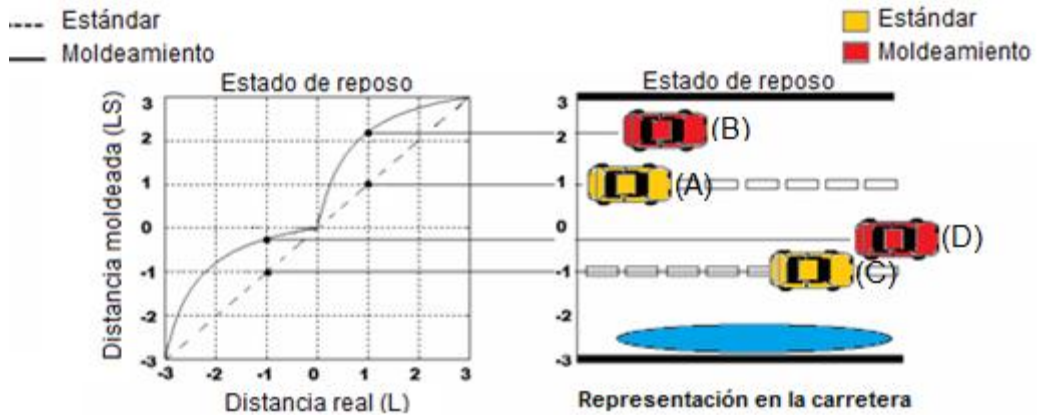 --- Estándar
— Moldeamiento
Estado de reposo
Distancia moldeada (LS)
3
2
1
0
-1
-2
-3
-3 -2 -1 0 1 2 3
Distancia real (L)
Estándar
Moldeamiento
Estado de reposo
3
2
1
0
-1
-2
-3
(B)
(A)
(D)
(C)
Representación en la carretera